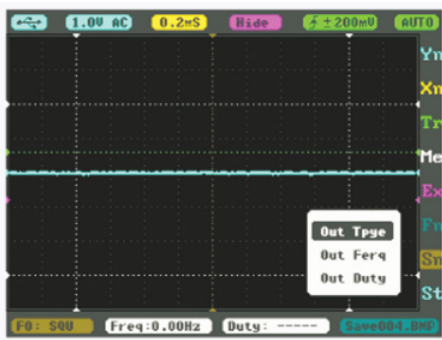 1.0V AC 0.2mS Hide ±200mV AUTO
Yn
Xn
Tr
Me
Ex
Fn
Sn
St
Out Tpye
Out Ferq
Out Duty
F0: SQU Freq:0.00Hz Duty: ----- Save004.BMP